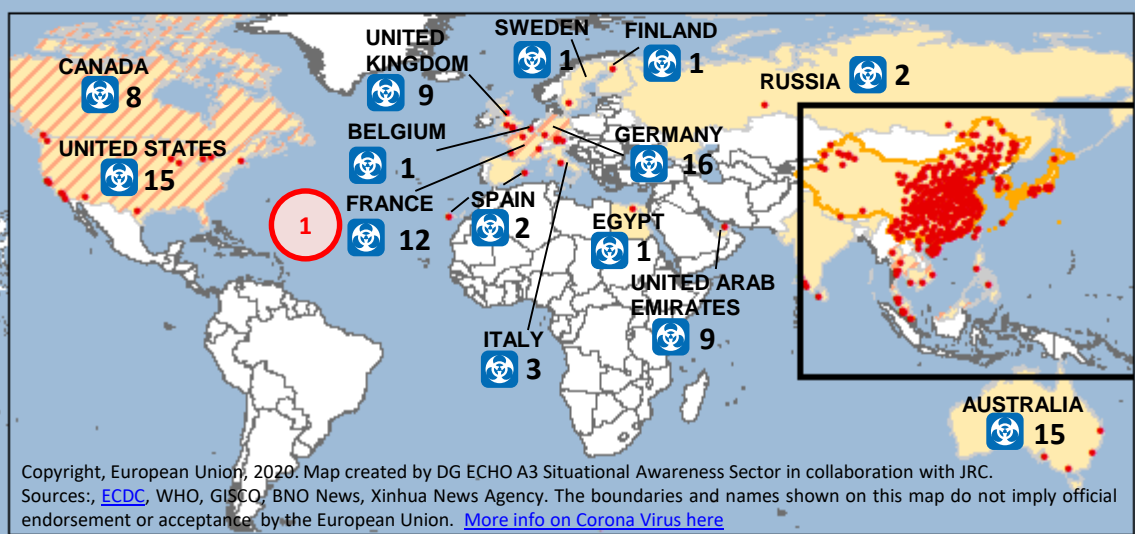 SWEDEN
1
FINLAND
1
UNITED
KINGDOM
9
CANADA
8
RUSSIA 2
BELGIUM
1
GERMANY
16
UNITED STATES
15
1
FRANCE
12
SPAIN
2
EGYPT
1
UNITED ARAB
EMIRATES
9
ITALY
3
AUSTRALIA
15
Copyright, European Union, 2020. Map created by DG ECHO A3 Situational Awareness Sector in collaboration with JRC.
Sources:, ECDC, WHO, GISCO, BNO News, Xinhua News Agency. The boundaries and names shown on this map do not imply official
endorsement or acceptance by the European Union. More info on Corona Virus here